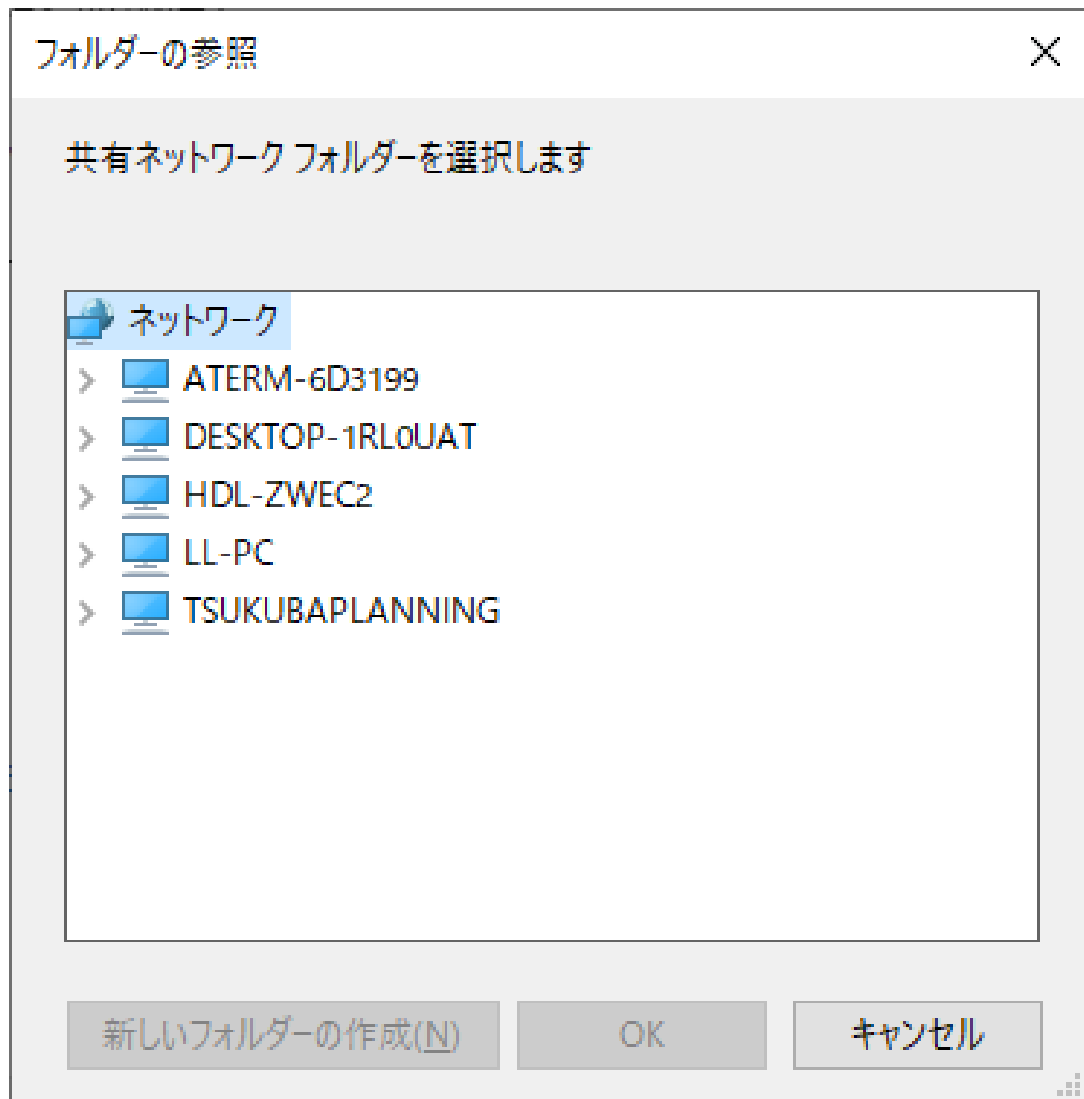 フォルダーの参照
共有ネットワーク フォルダーを選択します
ネットワーク
ATERM-6D3199
DESKTOP-1RL0UAT
HDL-ZWEC2
LL-PC
TSUKUBAPLANNING
新しいフォルダーの作成(N) OK キャンセル